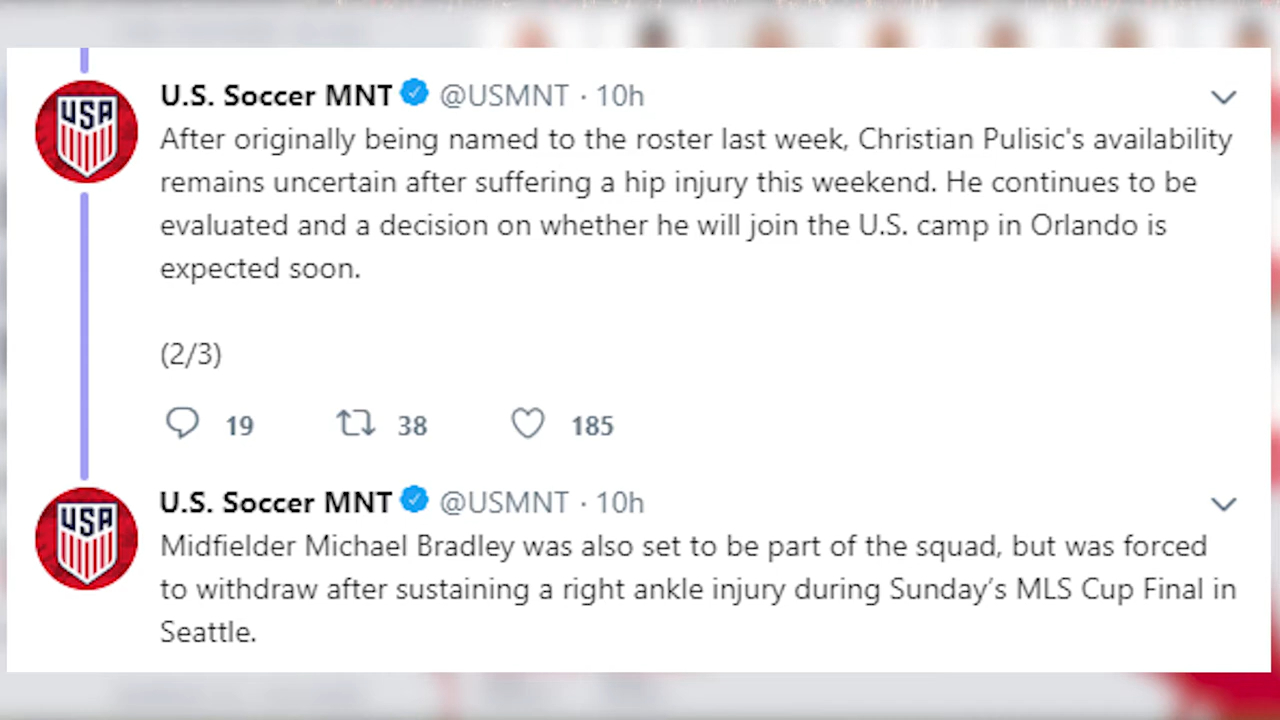 U.S. Soccer MNT @USMNT · 10h
After originally being named to the roster last week, Christian Pulisic's availability
remains uncertain after suffering a hip injury this weekend. He continues to be
evaluated and a decision on whether he will join the U.S. camp in Orlando is
expected soon.
(2/3)
19 38 185
U.S. Soccer MNT @USMNT · 10h
Midfielder Michael Bradley was also set to be part of the squad, but was forced
to withdraw after sustaining a right ankle injury during Sunday’s MLS Cup Final in
Seattle.
USA
USA